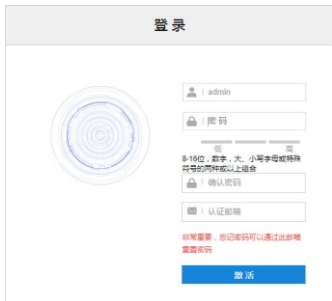 登录
admin
密码
低 高
8-16位，数字，大、小写字母或特殊
符号的两种或以上组合
确认密码
认证邮箱
非常重要，忘记密码可以通过此邮箱
重置密码
激活